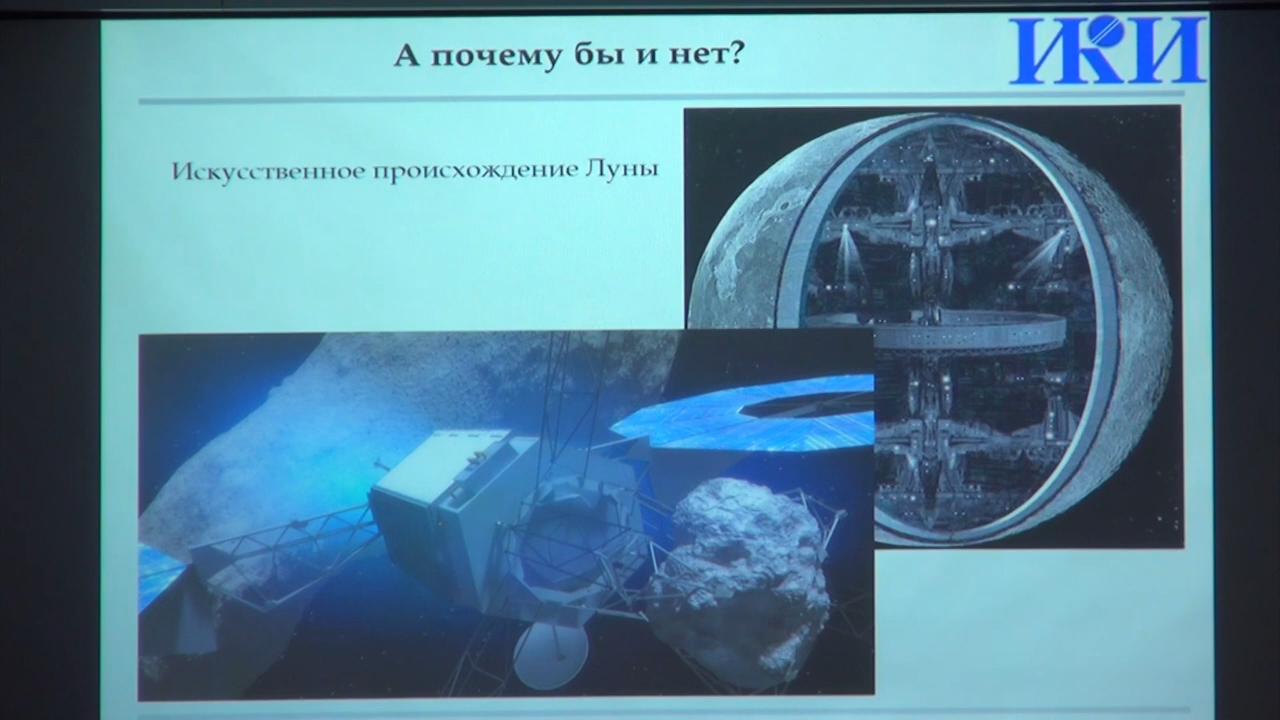 А почему бы и нет?
ИКИ
Искусственное происхождение Луны